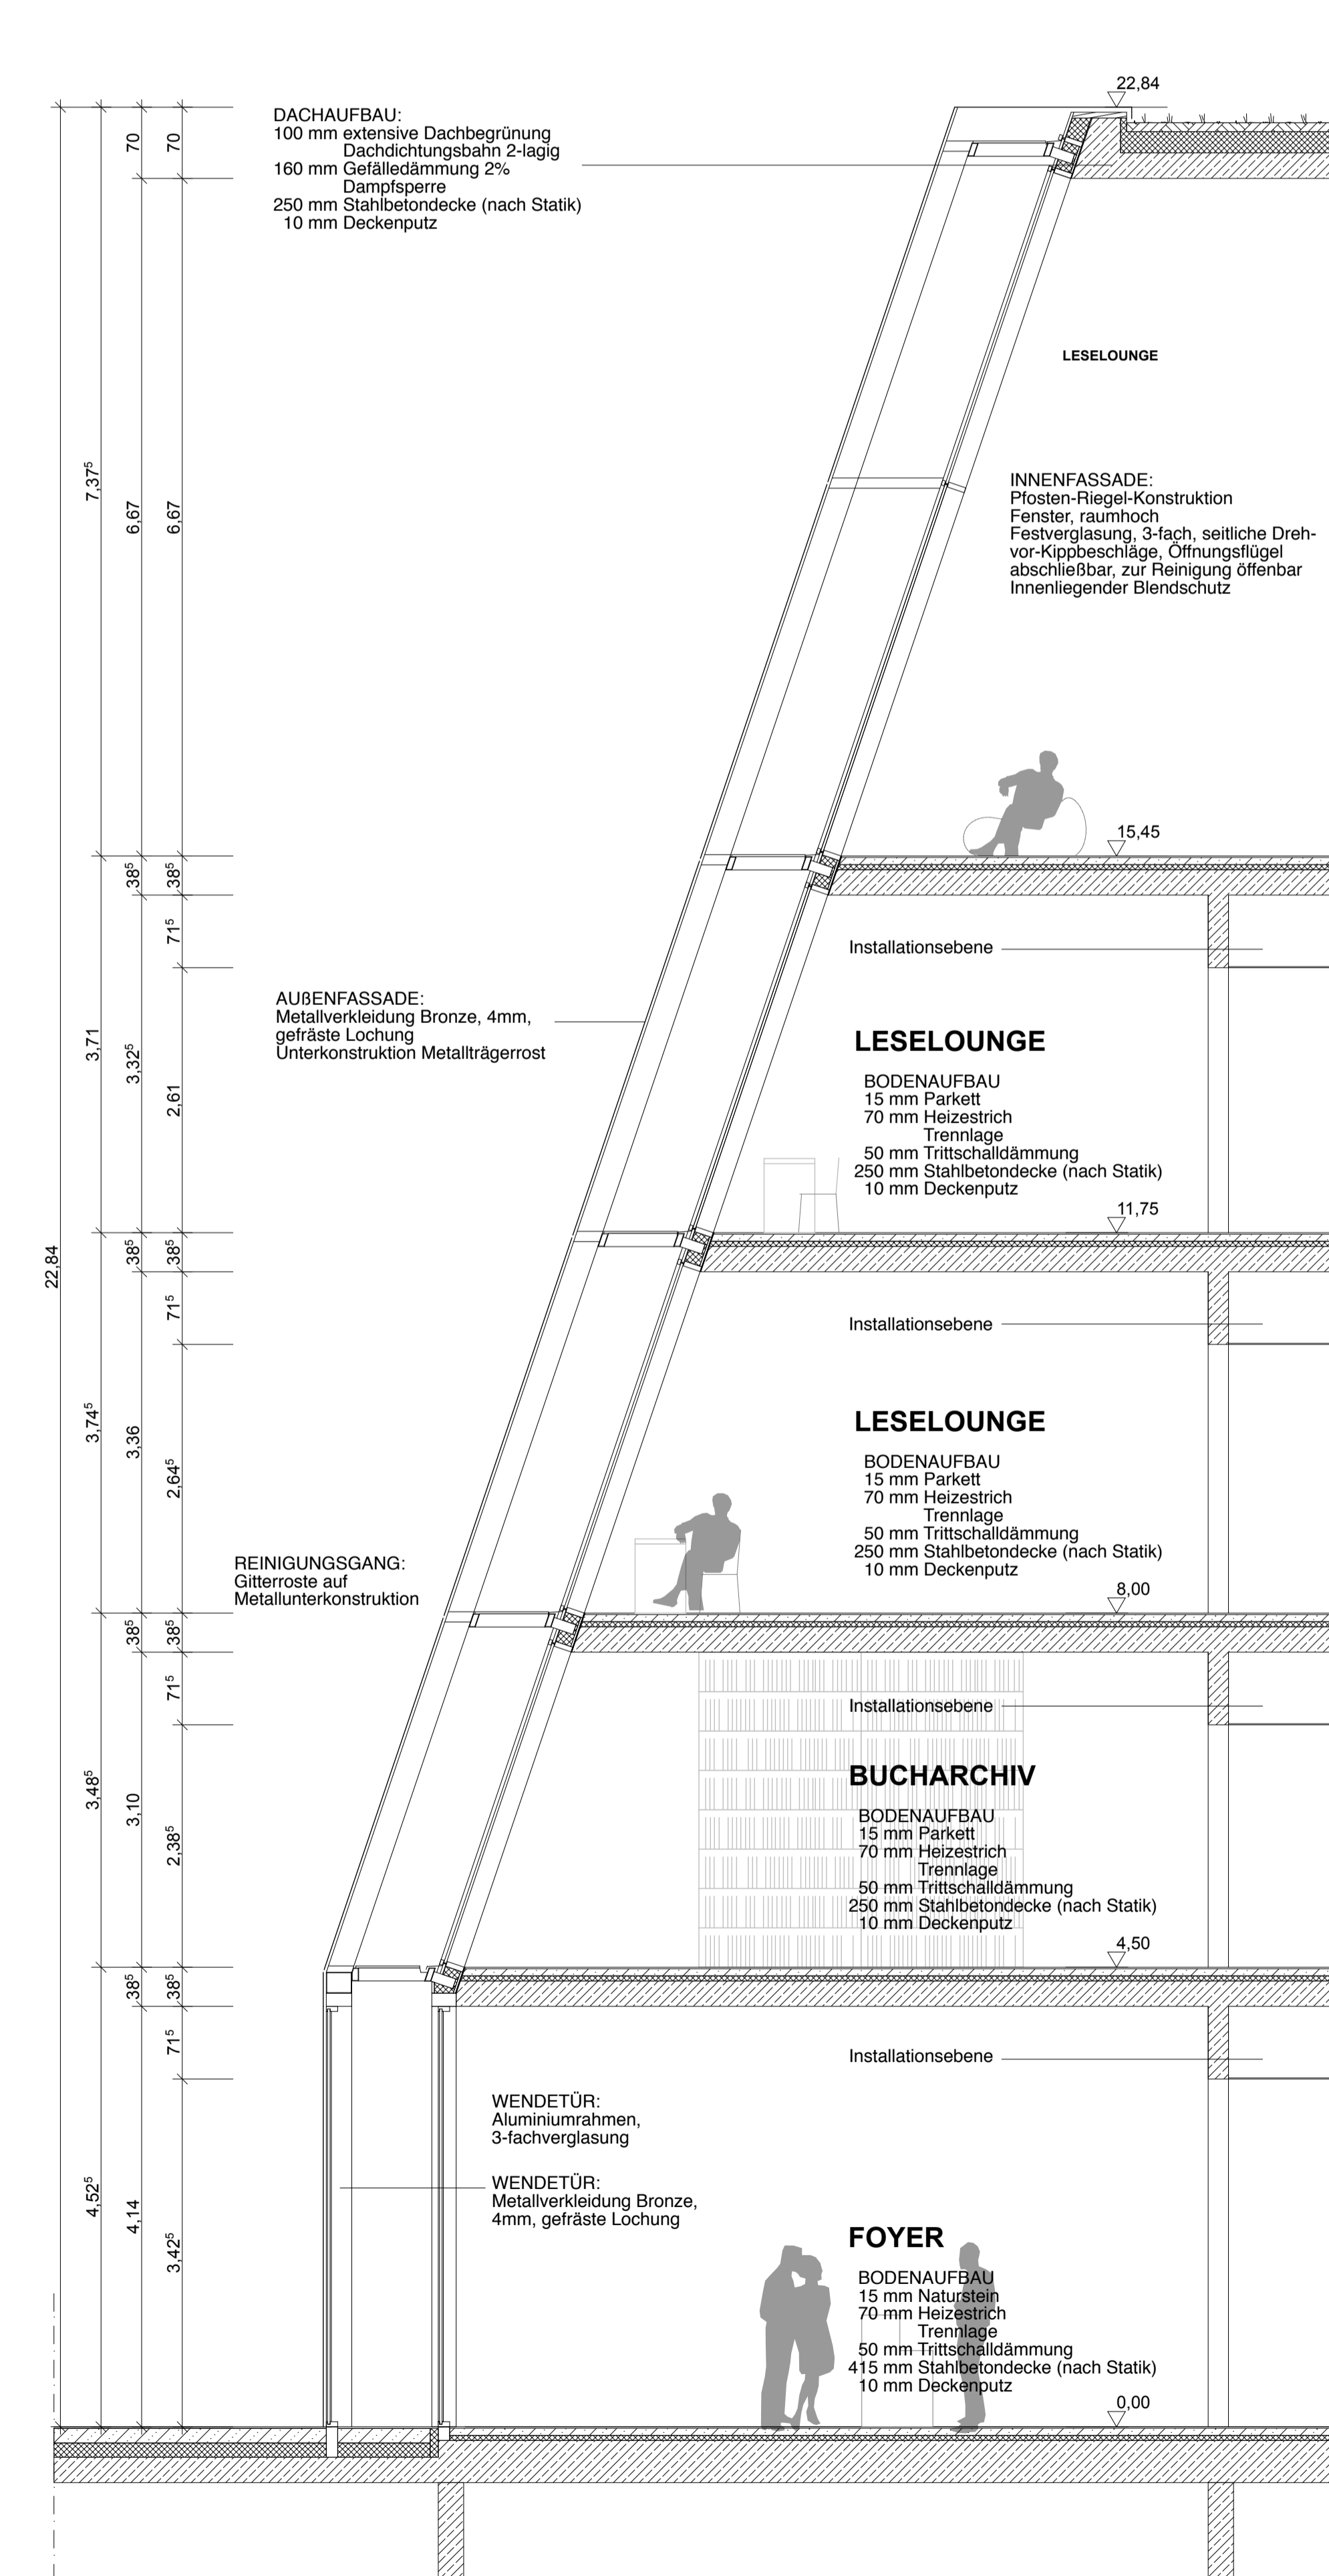 22,84
DACHAUFBAU:
100 mm extensive Dachbegrünung
Dachdichtungsbahn 2-lagig
160 mm Gefälledämmung 2%
Dampfsperre
250 mm Stahlbetondecke (nach Statik)
10 mm Deckenputz
70
70
LESELOUNGE
7,37⁵
6,67
6,67
INNENFASSADE:
Pfosten-Riegel-Konstruktion
Fenster, raumhoch
Festverglasung, 3-fach, seitliche Dreh-
vor-Kippbeschläge, Öffnungsflügel
abschließbar, zur Reinigung öffenbar
Innenliegender Blendschutz
15,45
38⁵
38⁵
71⁵
Installationsebene
AUßENFASSADE:
Metallverkleidung Bronze, 4mm,
gefräste Lochung
Unterkonstruktion Metallträgerrost
3,71
3,32⁵
2,61
LESELOUNGE
BODENAUFBAU
15 mm Parkett
70 mm Heizestrich
Trennlage
50 mm Trittschalldämmung
250 mm Stahlbetondecke (nach Statik)
10 mm Deckenputz
11,75
22,84
38⁵
38⁵
71⁵
Installationsebene
3,74⁵
3,36
2,64⁵
LESELOUNGE
BODENAUFBAU
15 mm Parkett
70 mm Heizestrich
Trennlage
50 mm Trittschalldämmung
250 mm Stahlbetondecke (nach Statik)
10 mm Deckenputz
REINIGUNGSGANG:
Gitterroste auf
Metallunterkonstruktion
8,00
38⁵
38⁵
71⁵
Installationsebene
3,48⁵
3,10
2,38⁵
BUCHARCHIV
BODENAUFBAU
15 mm Parkett
70 mm Heizestrich
Trennlage
50 mm Trittschalldämmung
250 mm Stahlbetondecke (nach Statik)
10 mm Deckenputz
4,50
38⁵
38⁵
71⁵
Installationsebene
WENDETÜR:
Aluminiumrahmen,
3-fachverglasung
WENDETÜR:
Metallverkleidung Bronze,
4mm, gefräste Lochung
4,52⁵
4,14
3,42⁵
FOYER
BODENAUFBAU
15 mm Naturstein
70 mm Heizestrich
Trennlage
50 mm Trittschalldämmung
415 mm Stahlbetondecke (nach Statik)
10 mm Deckenputz
0,00